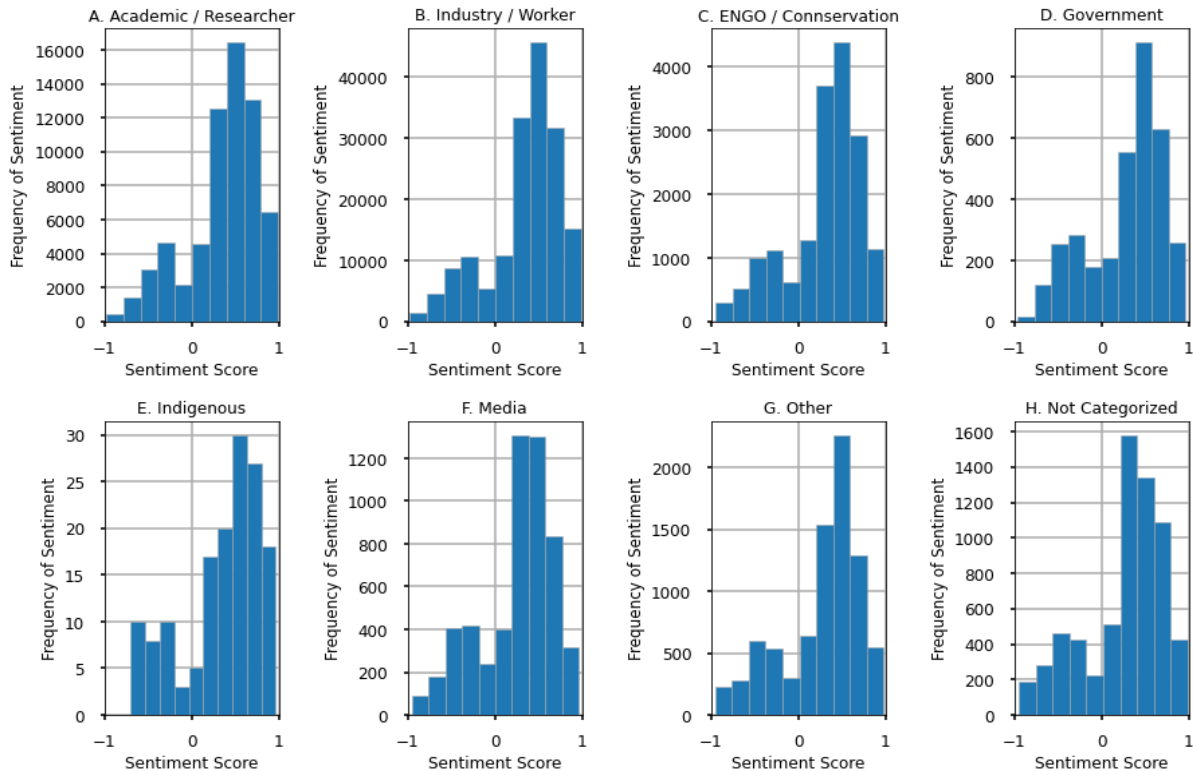 A. Academic / Researcher
Frequency of Sentiment
16000
14000
12000
10000
8000
6000
4000
2000
0
−1 0 1
Sentiment Score
B. Industry / Worker
Frequency of Sentiment
40000
30000
20000
10000
0
−1 0 1
Sentiment Score
C. ENGO / Connservation
Frequency of Sentiment
4000
3000
2000
1000
0
−1 0 1
Sentiment Score
D. Government
Frequency of Sentiment
800
600
400
200
0
−1 0 1
Sentiment Score
E. Indigenous
Frequency of Sentiment
30
25
20
15
10
5
0
−1 0 1
Sentiment Score
F. Media
Frequency of Sentiment
1200
1000
800
600
400
200
0
−1 0 1
Sentiment Score
G. Other
Frequency of Sentiment
2000
1500
1000
500
0
−1 0 1
Sentiment Score
H. Not Categorized
Frequency of Sentiment
1600
1400
1200
1000
800
600
400
200
0
−1 0 1
Sentiment Score